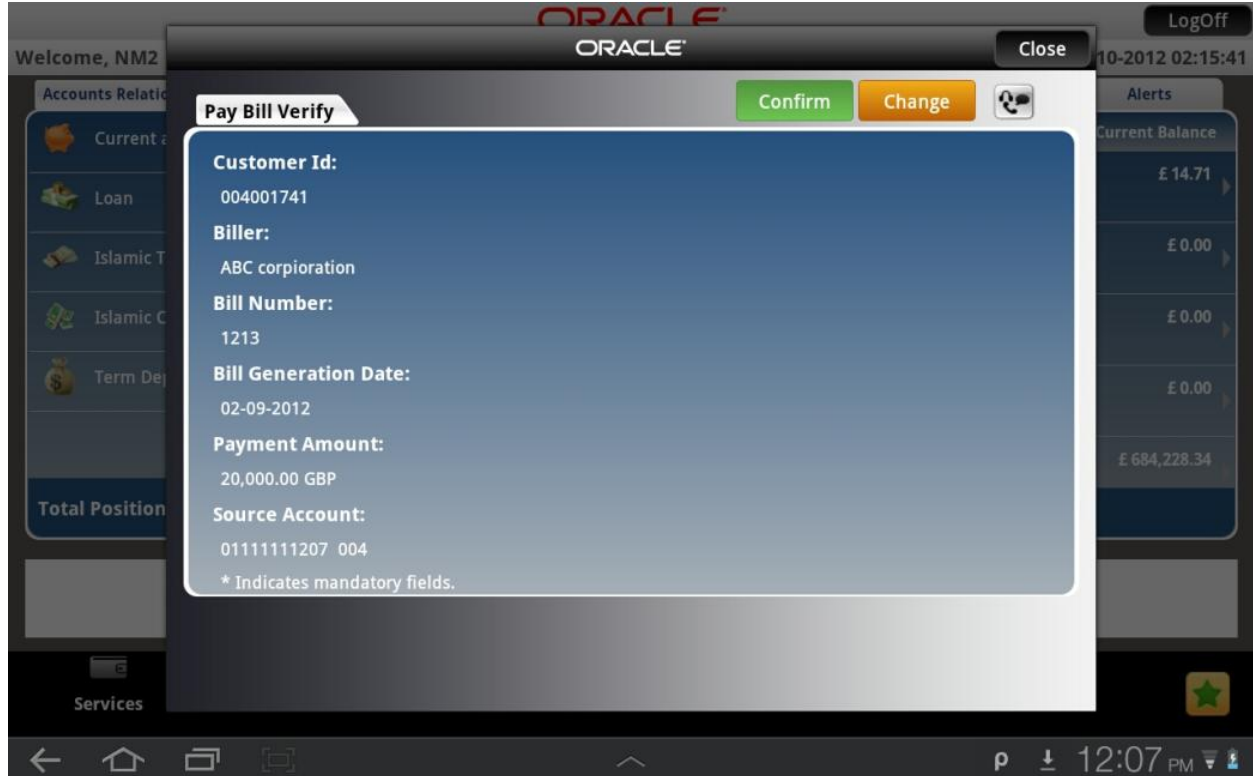 ORACLE
LogOff
Welcome, NM2
10-2012 02:15:41
ORACLE
Close
Accounts
Alerts
Pay Bill Verify
Confirm
Change
Current
Current Balance
Customer Id:
004001741
£ 14.71
Loan
Biller:
ABC corpioration
Islamic
£ 0.00
Bill Number:
1213
Islamic
£ 0.00
Bill Generation Date:
02-09-2012
Term
£ 0.00
Payment Amount:
20,000.00 GBP
£ 684,228.34
Total Position
Source Account:
01111111207 004
* Indicates mandatory fields.
Services
12:07 PM